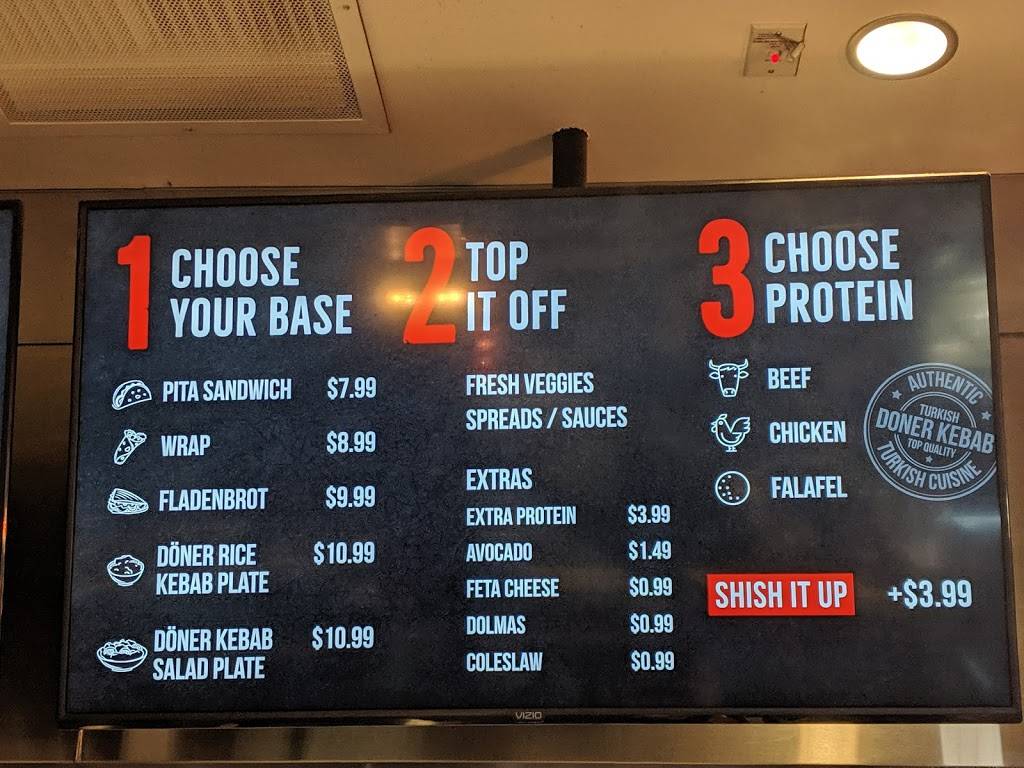 1 CHOOSE
YOUR BASE
PITA SANDWICH $7.99
WRAP $8.99
FLADENBROT $9.99
DÖNER RICE $10.99
KEBAB PLATE
DÖNER KEBAB $10.99
SALAD PLATE
2 TOP
IT OFF
FRESH VEGGIES
SPREADS / SAUCES
EXTRAS
EXTRA PROTEIN $3.99
AVOCADO $1.49
FETA CHEESE $0.99
DOLMAS $0.99
COLESLAW $0.99
3 CHOOSE
PROTEIN
BEEF
CHICKEN
FALAFEL
AUTHENTIC
TURKISH
DONER KEBAB
TOP QUALITY
TURKISH CUISINE
SHISH IT UP +$3.99
VIZIO